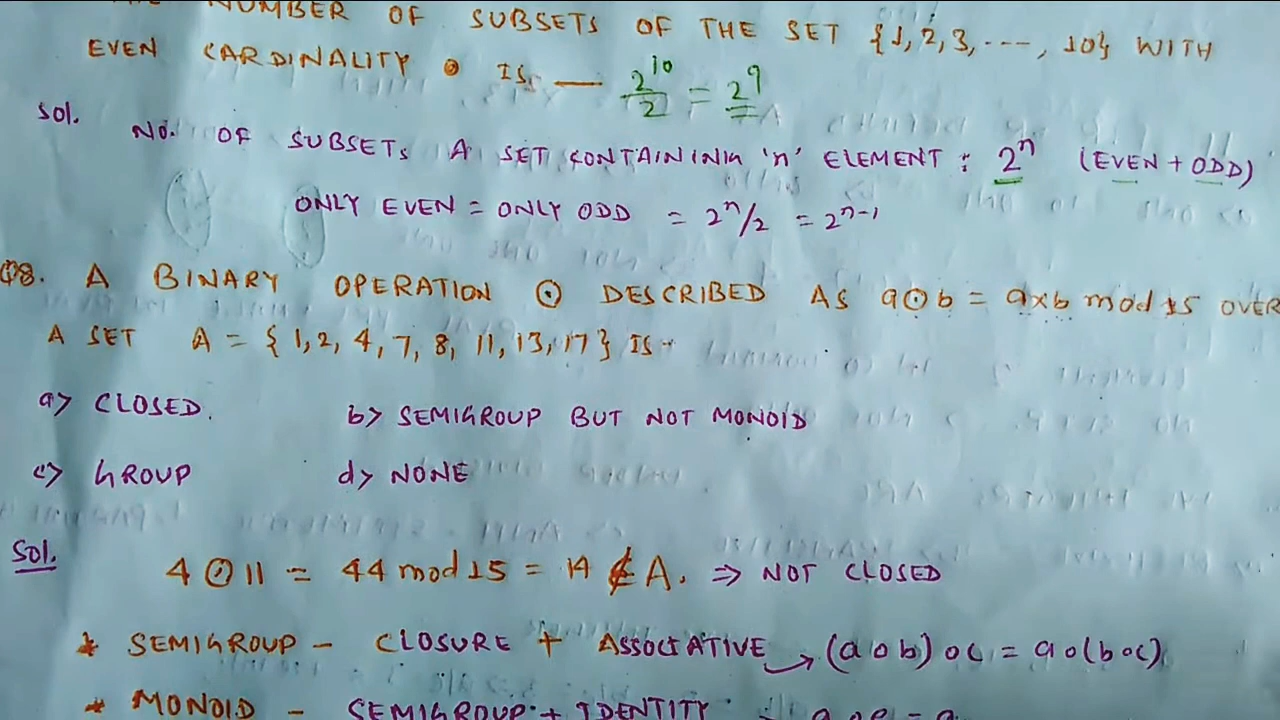 NUMBER OF SUBSETS OF THE SET {1, 2, 3, ----, 10} WITH
EVEN CARDINALITY IS — 2^10/2 = 2^9
Sol.
NO. OF SUBSETS A SET CONTAINING 'n' ELEMENT : 2^n (EVEN + ODD)
ONLY EVEN = ONLY ODD = 2^n/2 = 2^n-1
Q8. A BINARY OPERATION ⊙ DESCRIBED AS a⊙b = a×b mod 15 OVER
A SET A = {1, 2, 4, 7, 8, 11, 13, 17} IS -
a) CLOSED. b) SEMIGROUP BUT NOT MONOID
c) GROUP d) NONE
Sol.
4 ⊙ 11 = 44 mod 15 = 14 ∉ A. ⇒ NOT CLOSED
* SEMIGROUP - CLOSURE + ASSOCIATIVE → (a o b) o c = a o (b o c)
* MONOID - SEMIGROUP + IDENTITY